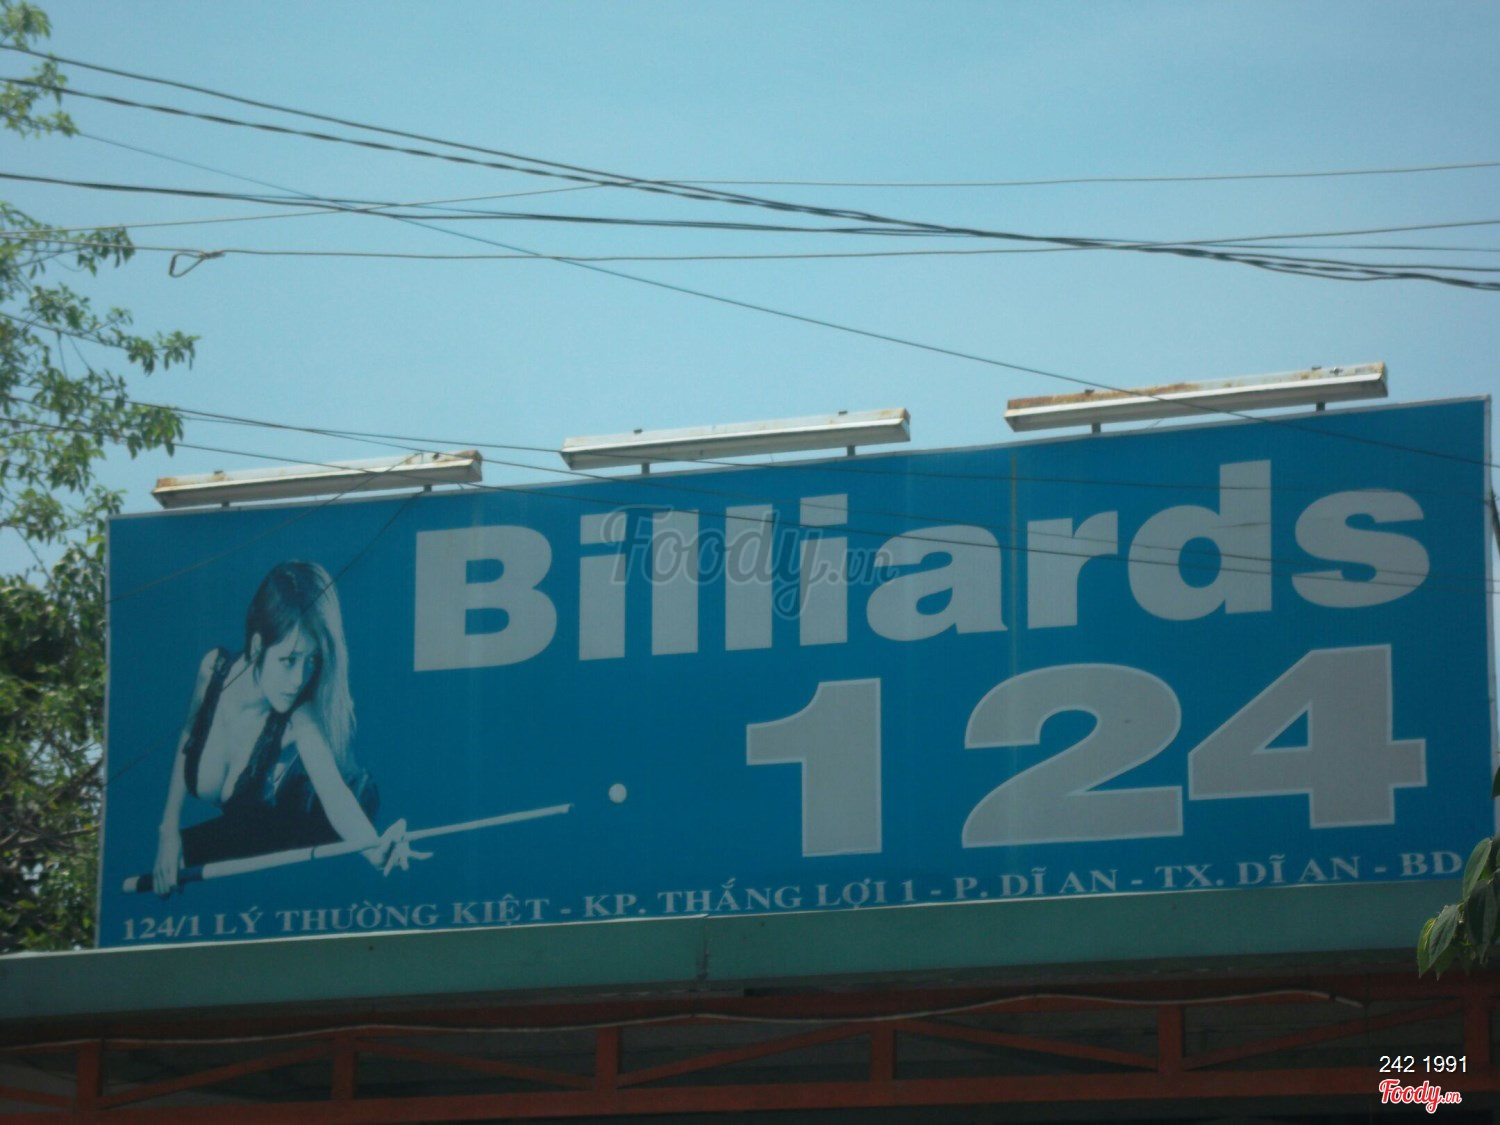 Billiards
124
124/1 LÝ THƯỜNG KIỆT - KP. THẮNG LỢI 1 - P. DĨ AN - TX. DĨ AN - BD
Foody.vn
242 1991
Foody.vn